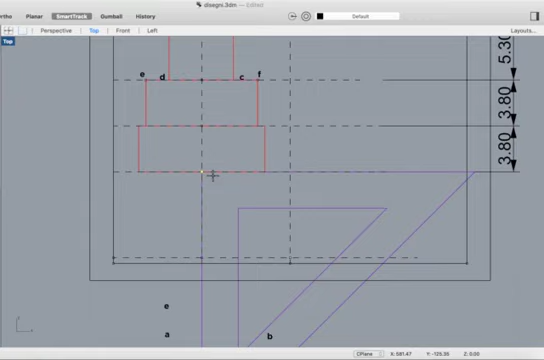 disegni.3dm — Edited
rtho Planar SmartTrack Gumball History Default
Perspective Top Front Left Layouts...
Top
e d c f
5.30
3.80
3.80
e
a b
CPlane X: 581.47 Y: -125.35 Z: 0.00